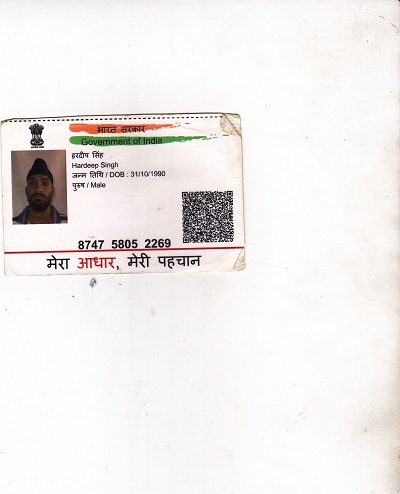 भारत सरकार
Government of India
हरदीप सिंह
Hardeep Singh
जन्म तिथि / DOB : 31/10/1990
पुरुष / Male
8747 5805 2269
मेरा आधार, मेरी पहचान